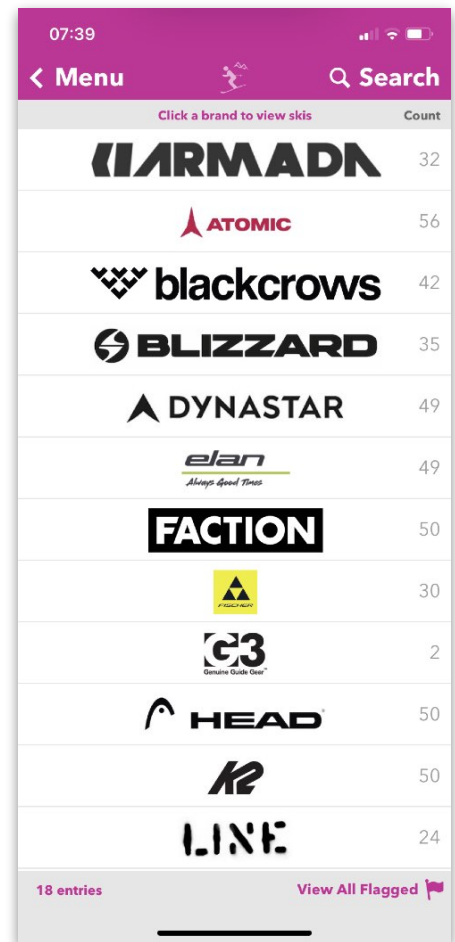 07:39
Menu Search
Click a brand to view skis Count
ARMADA 32
ATOMIC 56
blackcrows 42
BLIZZARD 35
DYNASTAR 49
elan
Always Good Times 49
FACTION 50
FISCHER 30
G3
Genuine Guide Gear™ 2
HEAD® 50
K2 50
LINE 24
18 entries View All Flagged